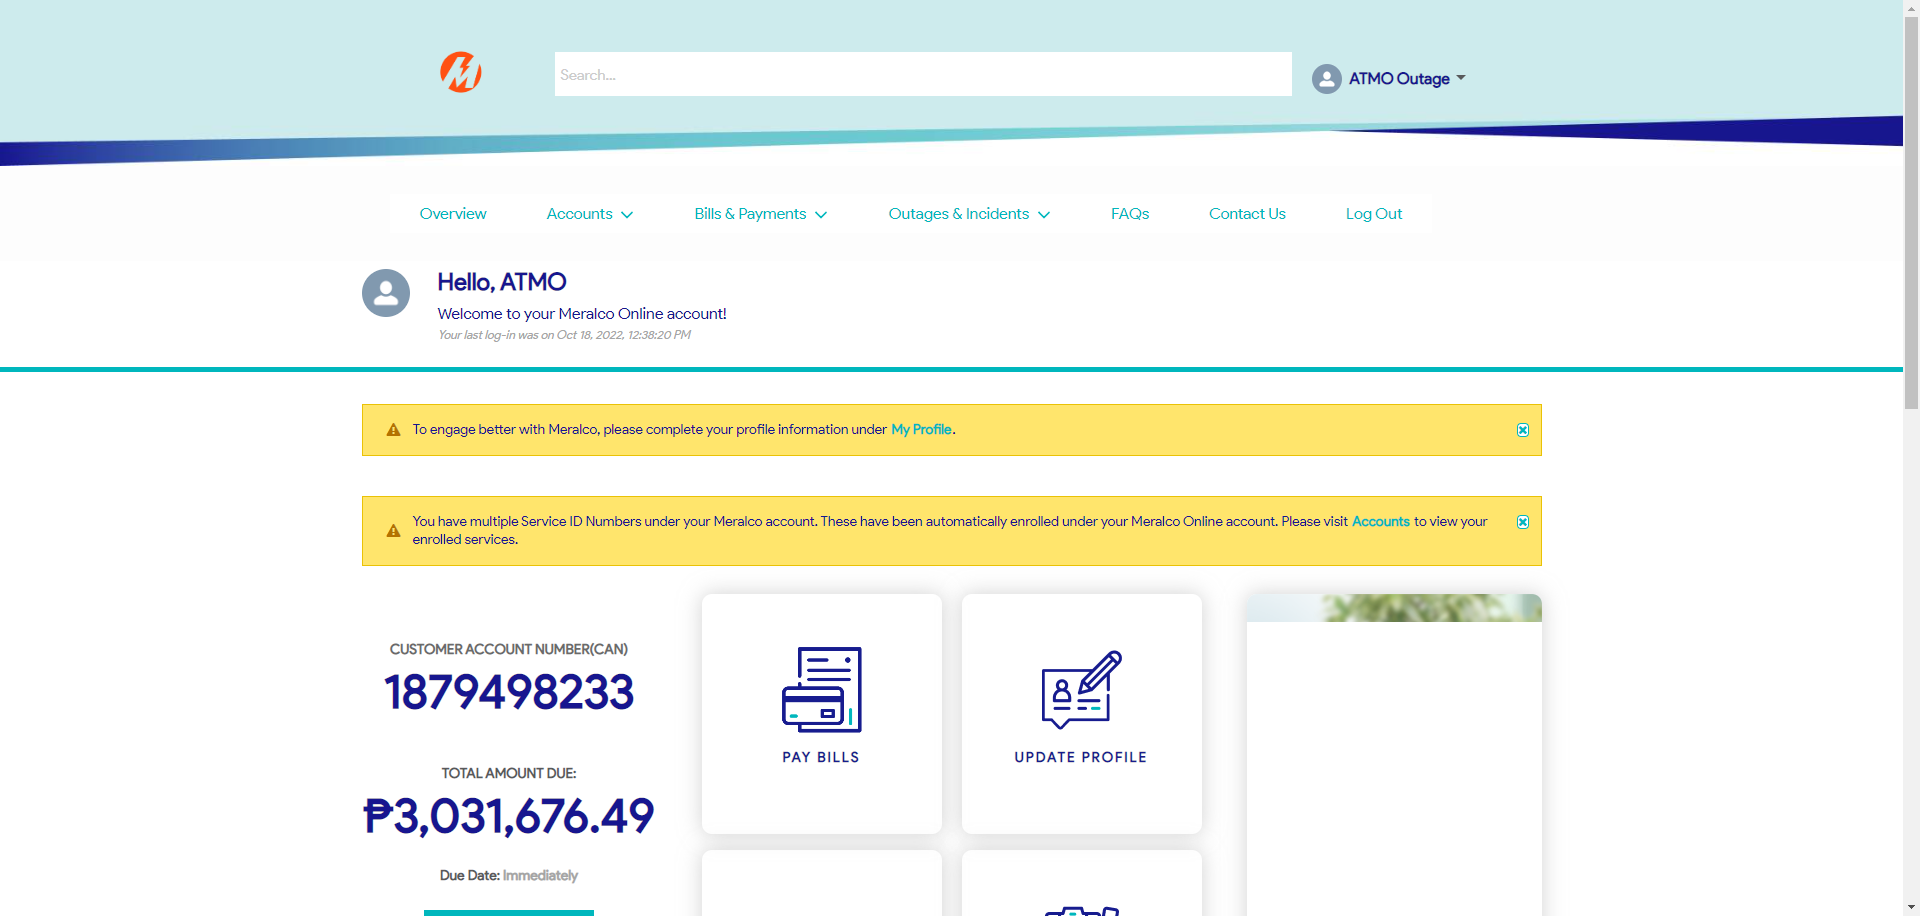 Search...
ATMO Outage
Overview
Accounts
Bills & Payments
Outages & Incidents
FAQs
Contact Us
Log Out
Hello, ATMO
Welcome to your Meralco Online account!
Your last log-in was on Oct 18, 2022, 12:38:20 PM
To engage better with Meralco, please complete your profile information under My Profile.
You have multiple Service ID Numbers under your Meralco account. These have been automatically enrolled under your Meralco Online account. Please visit Accounts to view your
enrolled services.
CUSTOMER ACCOUNT NUMBER(CAN)
1879498233
TOTAL AMOUNT DUE:
₱3,031,676.49
Due Date: Immediately
PAY BILLS
UPDATE PROFILE